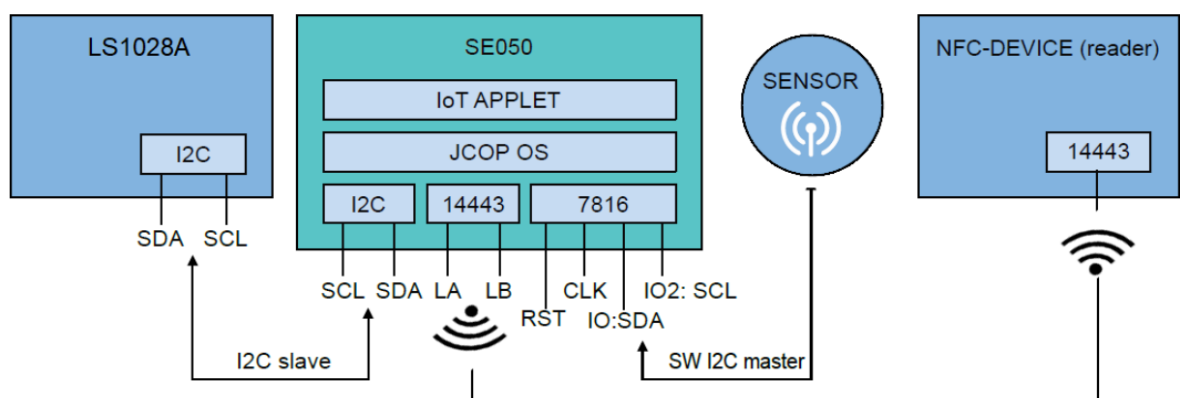 LS1028A
I2C
SDA SCL
SE050
IoT APPLET
JCOP OS
I2C
14443
7816
SCL SDA LA LB CLK IO2: SCL
RST IO:SDA
SENSOR
NFC-DEVICE (reader)
14443
I2C slave
SW I2C master